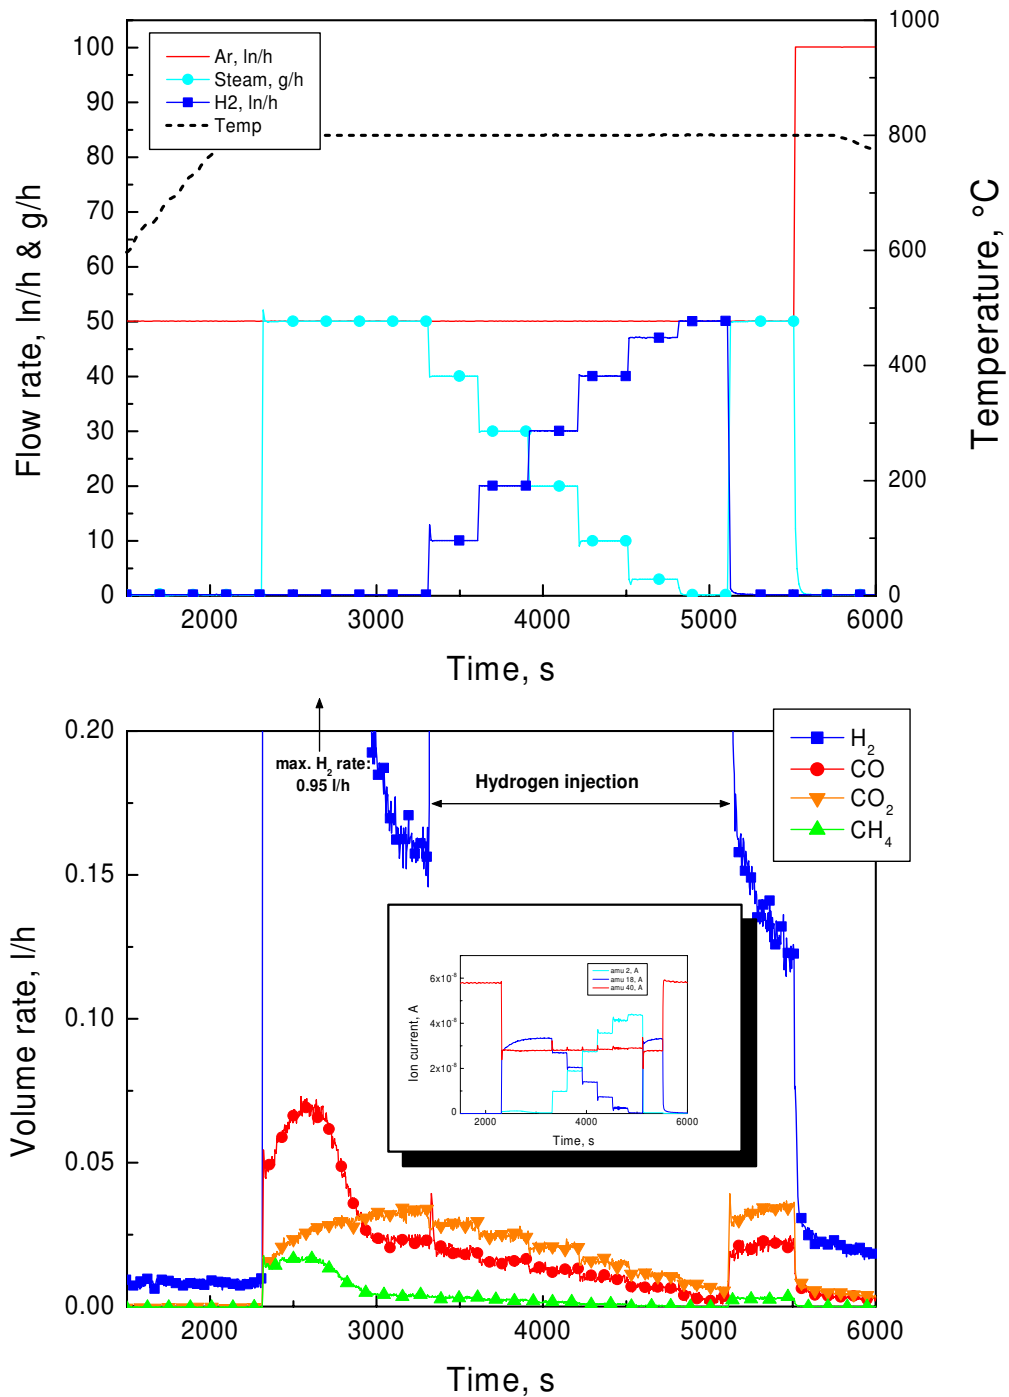 Ar, ln/h
Steam, g/h
H2, ln/h
Temp
100
90
80
70
60
50
40
30
20
10
0
Flow rate, ln/h & g/h
1000
800
600
400
200
0
Temperature, °C
2000 3000 4000 5000 6000
Time, s
0.20
0.15
0.10
0.05
0.00
Volume rate, l/h
max. H2 rate:
0.95 l/h
Hydrogen injection
H2
CO
CO2
CH4
6x10⁻⁸
4x10⁻⁸
2x10⁻⁸
0
Ion current, A
amu 2, A
amu 18, A
amu 40, A
2000 4000 6000
Time, s
2000 3000 4000 5000 6000
Time, s